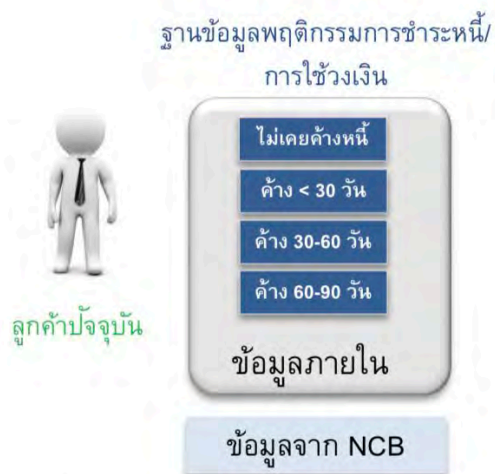 ฐานข้อมูลพฤติกรรมการชำระหนี้/
การใช้วงเงิน
ไม่เคยค้างหนี้
ค้าง < 30 วัน
ค้าง 30-60 วัน
ค้าง 60-90 วัน
ลูกค้าปัจจุบัน
ข้อมูลภายใน
ข้อมูลจาก NCB